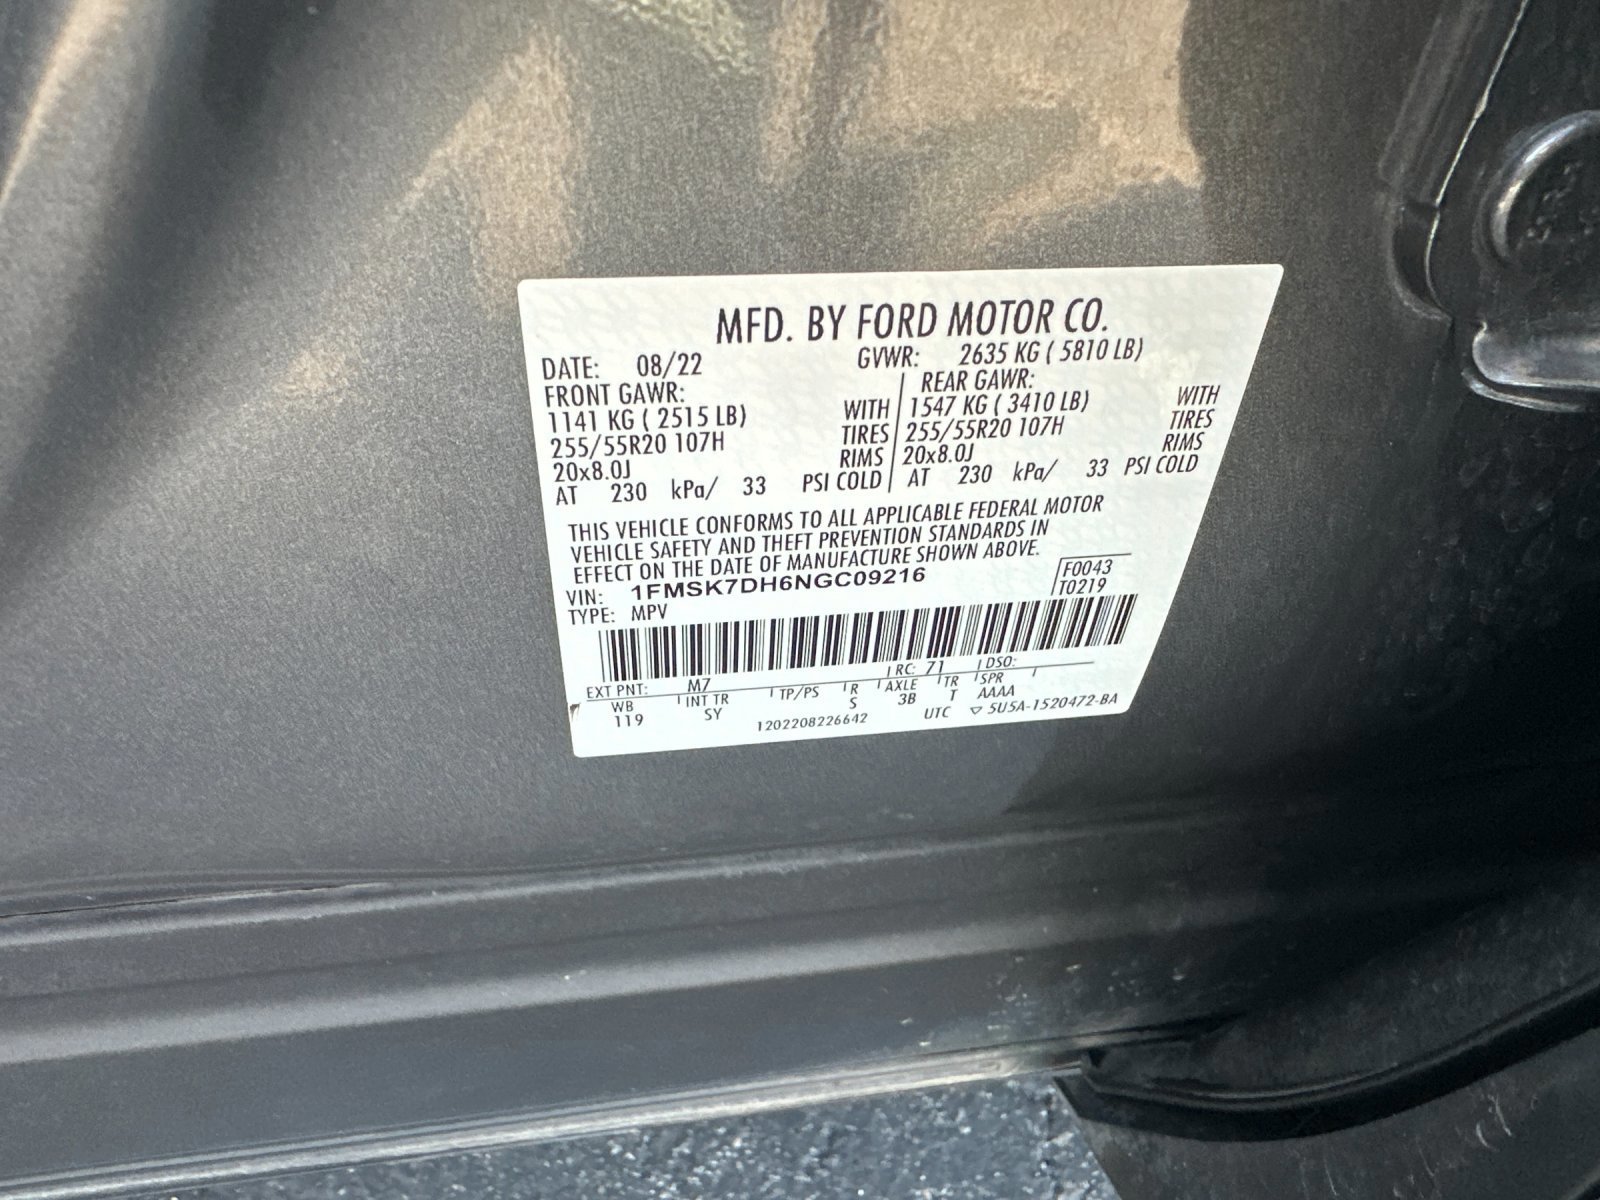 MFD. BY FORD MOTOR CO.
DATE: 08/22 GVWR: 2635 KG ( 5810 LB)
FRONT GAWR: REAR GAWR:
1141 KG ( 2515 LB) WITH 1547 KG ( 3410 LB) WITH
255/55R20 107H TIRES 255/55R20 107H TIRES
20x8.0J RIMS 20x8.0J RIMS
AT 230 kPa/ 33 PSI COLD AT 230 kPa/ 33 PSI COLD
THIS VEHICLE CONFORMS TO ALL APPLICABLE FEDERAL MOTOR
VEHICLE SAFETY AND THEFT PREVENTION STANDARDS IN
EFFECT ON THE DATE OF MANUFACTURE SHOWN ABOVE.
VIN: 1FMSK7DH6NGC09216 F0043
TYPE: MPV T0219
EXT PNT: M7 RC: 71 DSO:
WB INT TR TP/PS R AXLE TR SPR
119 SY S 3B T AAAA
1202208226642 UTC ▽ 5U5A-1520472-BA